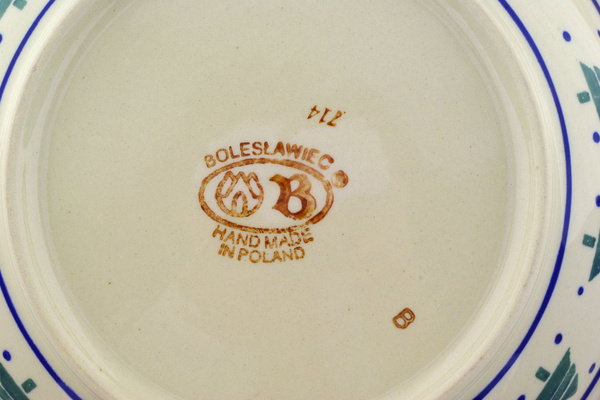 714
BOLESŁAWIEC
B
HAND MADE
IN POLAND
B